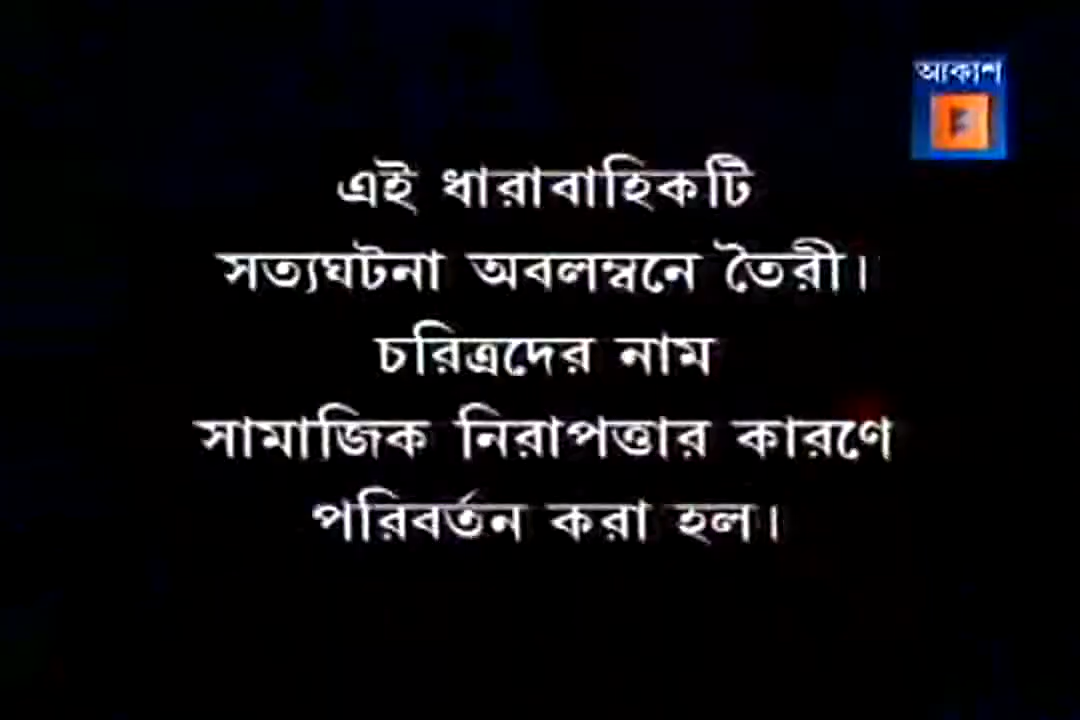 আকাশ
এই ধারাবাহিকটি
সত্যঘটনা অবলম্বনে তৈরী।
চরিত্রদের নাম
সামাজিক নিরাপত্তার কারণে
পরিবর্তন করা হল।